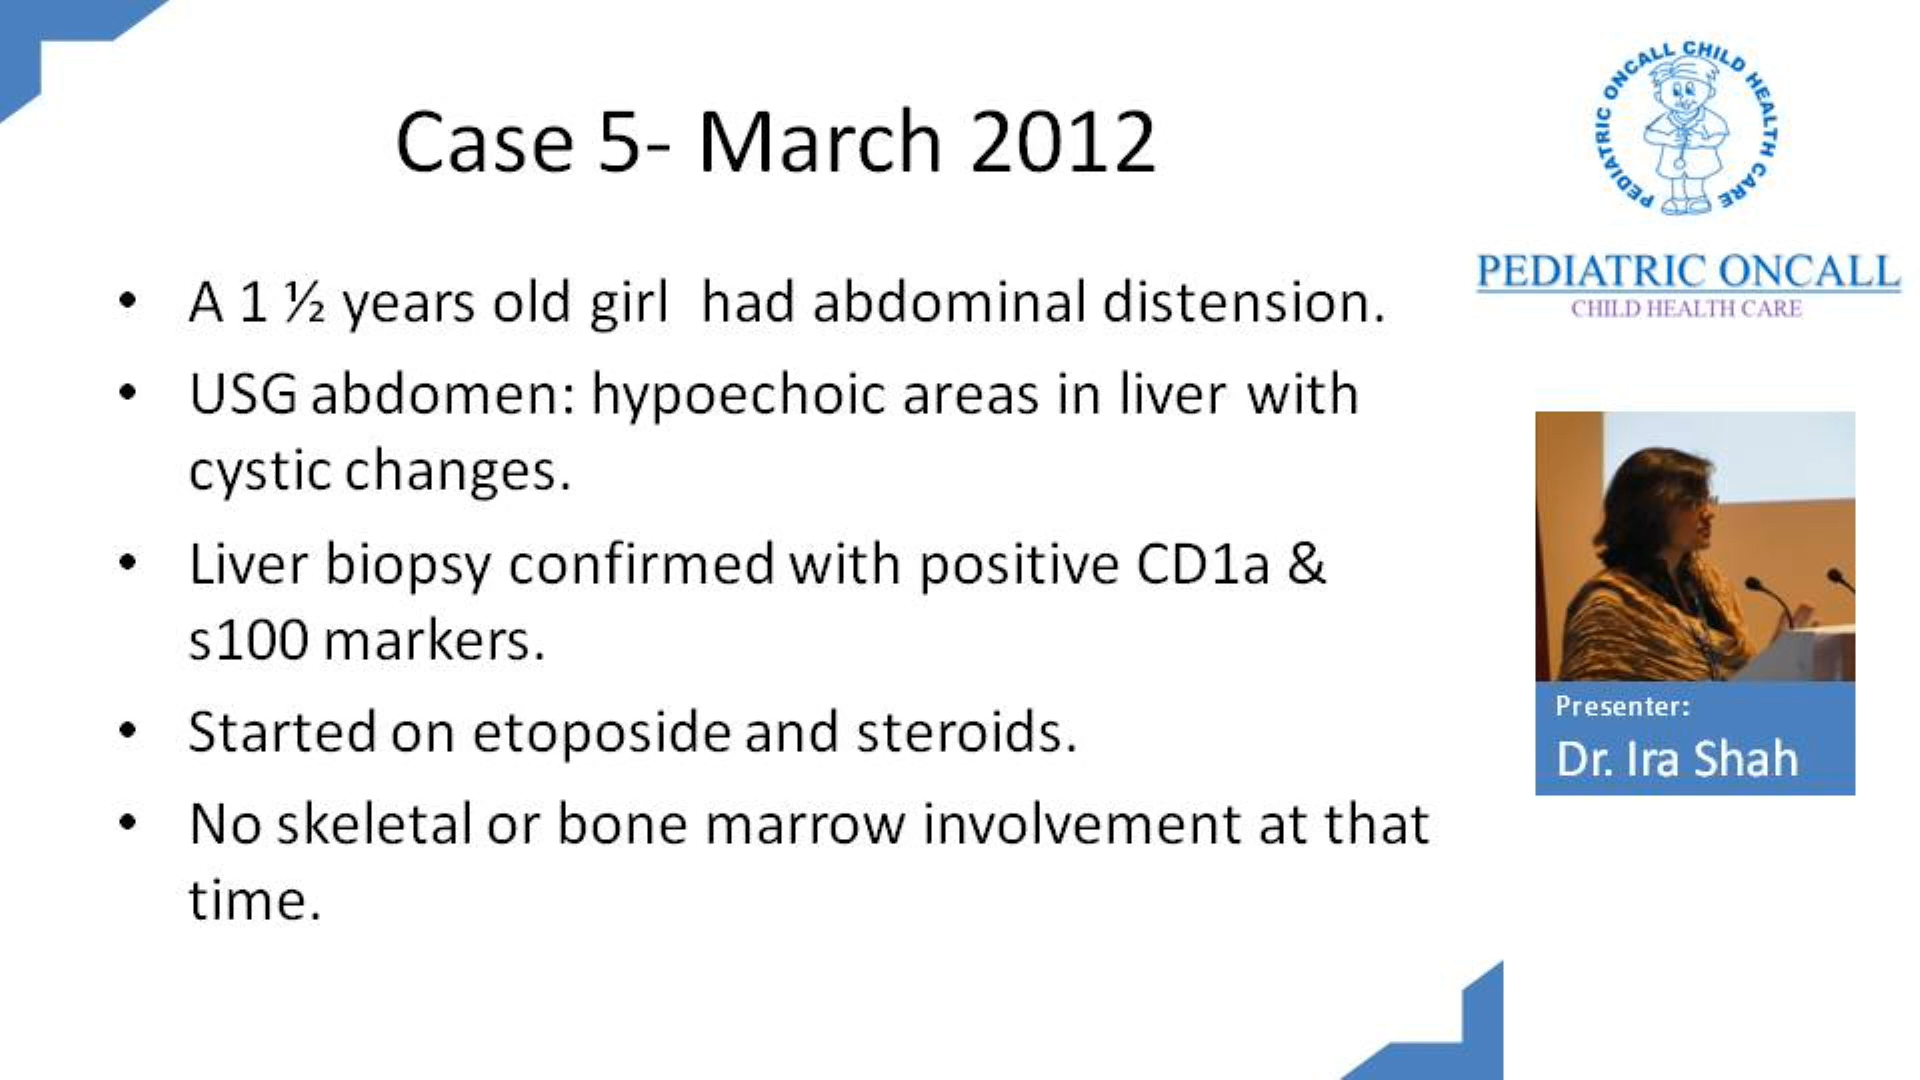 Case 5- March 2012
• A 1 ½ years old girl had abdominal distension.
• USG abdomen: hypoechoic areas in liver with
cystic changes.
• Liver biopsy confirmed with positive CD1a &
s100 markers.
• Started on etoposide and steroids.
• No skeletal or bone marrow involvement at that
time.
PEDIATRIC ONCALL CHILD HEALTH CARE
PEDIATRIC ONCALL
CHILD HEALTH CARE
Presenter:
Dr. Ira Shah